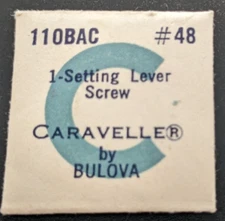 110BAC #48
1-Setting Lever
Screw
CARAVELLE®
by
BULOVA